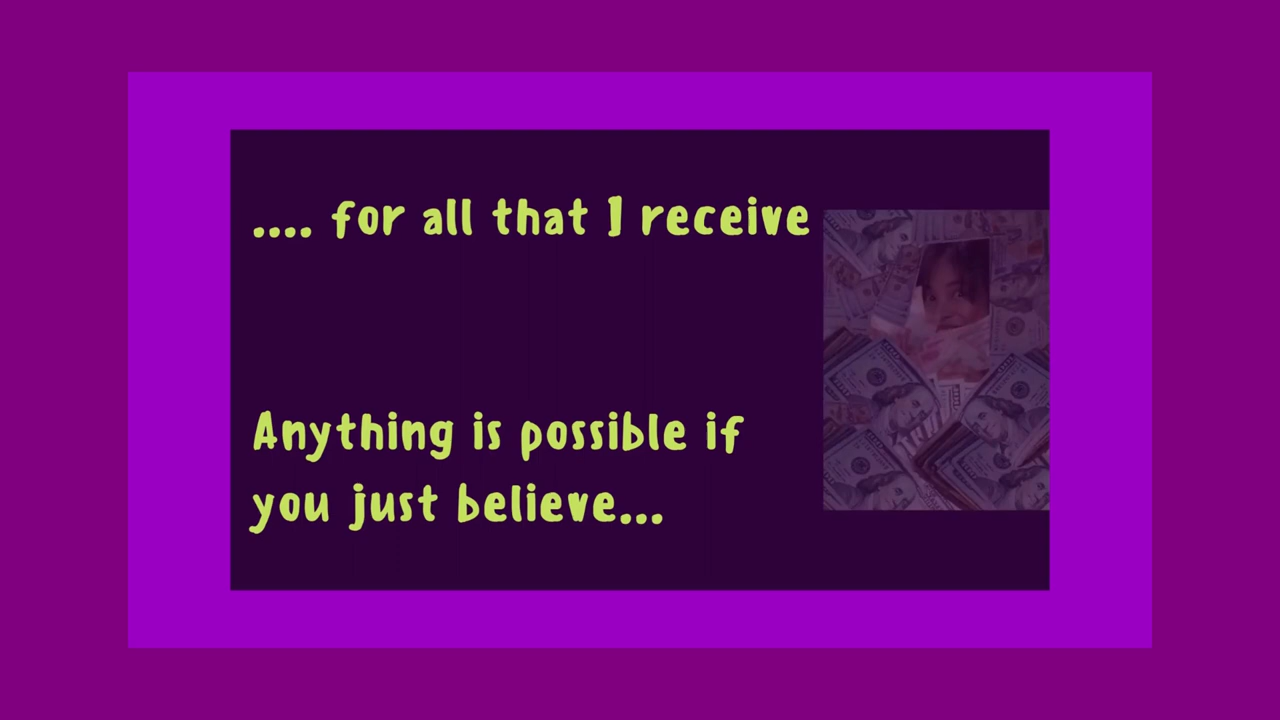 .... for all that I receive
Anything is possible if
you just believe...